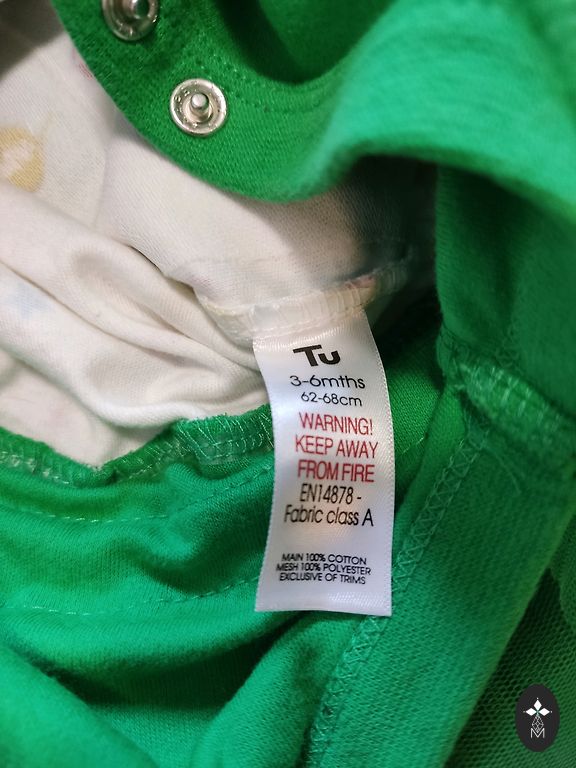 Tu
3-6mths
62-68cm
WARNING!
KEEP AWAY
FROM FIRE
EN14878 -
Fabric class A
MAIN 100% COTTON
MESH 100% POLYESTER
EXCLUSIVE OF TRIMS
M